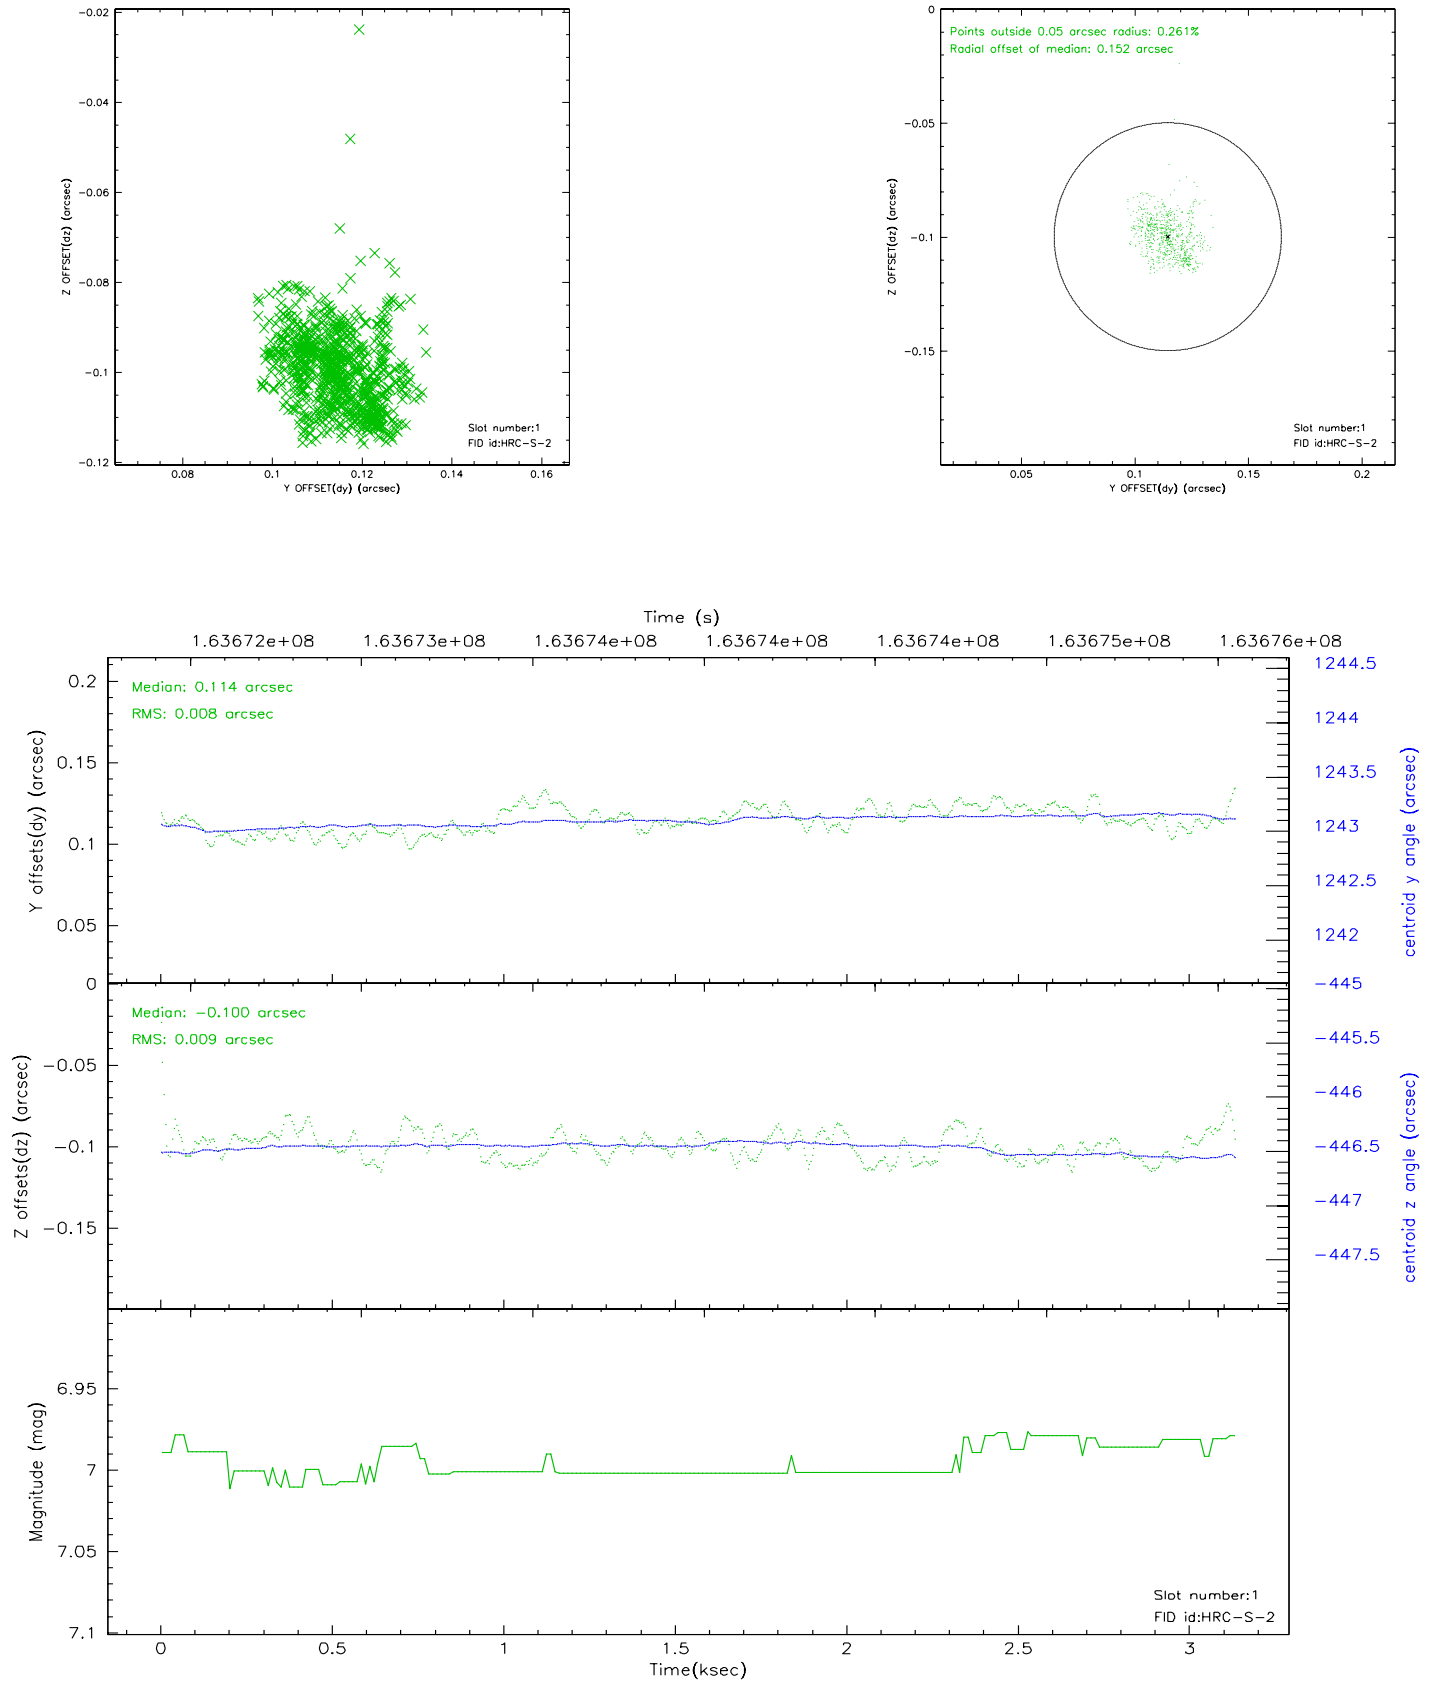 -0.02
-0.04
-0.06
-0.08
-0.1
-0.12
Z OFFSET(dz) (arcsec)
Slot number:1
FID id:HRC-S-2
0.08 0.1 0.12 0.14 0.16
Y OFFSET(dy) (arcsec)
0
-0.05
-0.1
-0.15
Z OFFSET(dz) (arcsec)
Points outside 0.05 arcsec radius: 0.261%
Radial offset of median: 0.152 arcsec
Slot number:1
FID id:HRC-S-2
0.05 0.1 0.15 0.2
Y OFFSET(dy) (arcsec)
Time (s)
1.63672e+08 1.63673e+08 1.63674e+08 1.63674e+08 1.63674e+08 1.63675e+08 1.63676e+08
0.2
0.15
0.1
0.05
0
Y offsets(dy) (arcsec)
Median: 0.114 arcsec
RMS: 0.008 arcsec
1244.5
1244
1243.5
1243
1242.5
1242
centroid y angle (arcsec)
-0.05
-0.1
-0.15
Z offsets(dz) (arcsec)
Median: -0.100 arcsec
RMS: 0.009 arcsec
-445
-445.5
-446
-446.5
-447
-447.5
centroid z angle (arcsec)
6.95
7
7.05
7.1
Magnitude (mag)
Slot number:1
FID id:HRC-S-2
0 0.5 1 1.5 2 2.5 3
Time(ksec)